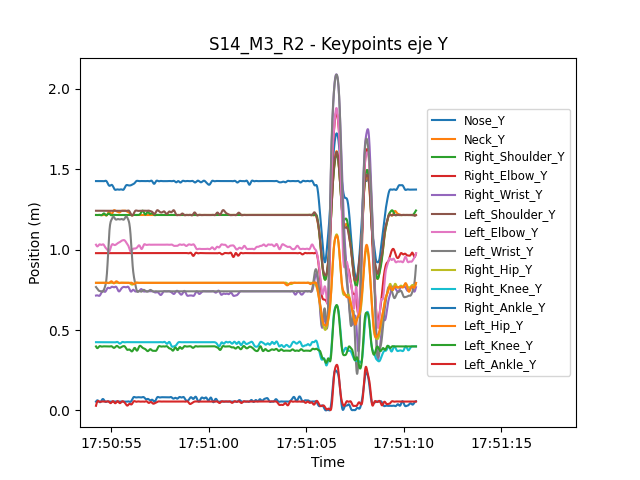 S14_M3_R2 - Keypoints eje Y
Position (m)
2.0
1.5
1.0
0.5
0.0
Nose_Y
Neck_Y
Right_Shoulder_Y
Right_Elbow_Y
Right_Wrist_Y
Left_Shoulder_Y
Left_Elbow_Y
Left_Wrist_Y
Right_Hip_Y
Right_Knee_Y
Right_Ankle_Y
Left_Hip_Y
Left_Knee_Y
Left_Ankle_Y
17:50:55 17:51:00 17:51:05 17:51:10 17:51:15
Time